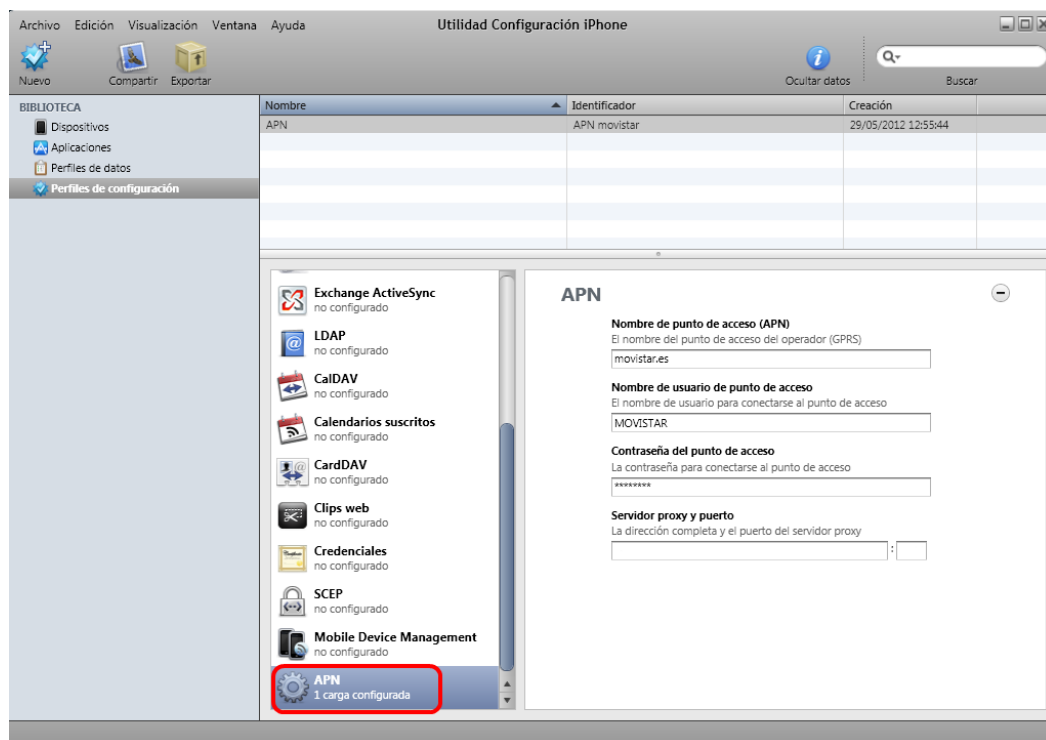 Archivo Edición Visualización Ventana Ayuda Utilidad Configuración iPhone
Nuevo Compartir Exportar Ocultar datos Buscar
BIBLIOTECA
Dispositivos
Aplicaciones
Perfiles de datos
Perfiles de configuración
Nombre Identificador Creación
APN APN movistar 29/05/2012 12:55:44
Exchange ActiveSync
no configurado
LDAP
no configurado
CalDAV
no configurado
Calendarios suscritos
no configurado
CardDAV
no configurado
Clips web
no configurado
Credenciales
no configurado
SCEP
no configurado
Mobile Device Management
no configurado
APN
1 carga configurada
APN
Nombre de punto de acceso (APN)
El nombre del punto de acceso del operador (GPRS)
movistar.es
Nombre de usuario de punto de acceso
El nombre de usuario para conectarse al punto de acceso
MOVISTAR
Contraseña del punto de acceso
La contraseña para conectarse al punto de acceso
********
Servidor proxy y puerto
La dirección completa y el puerto del servidor proxy
: